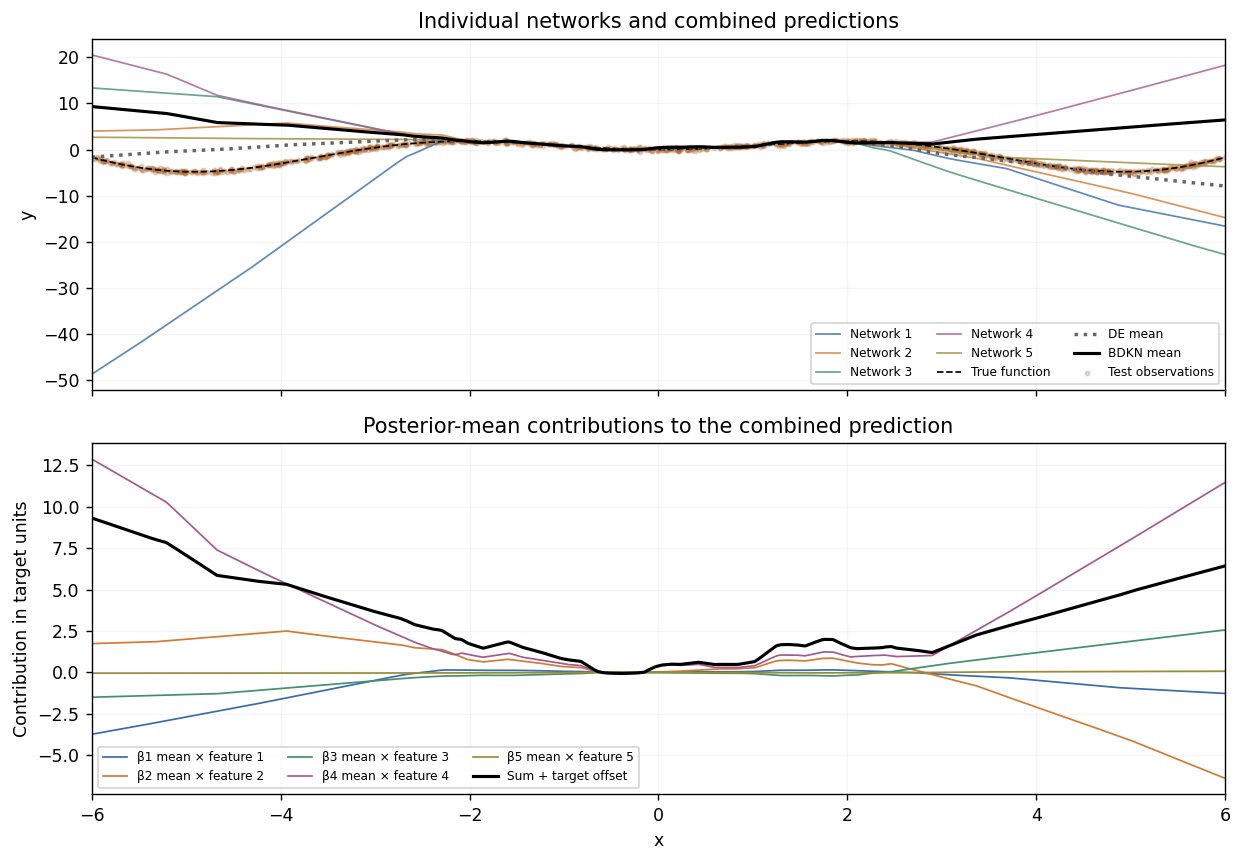 Individual networks and combined predictions
20
10
0
−10
−20
−30
−40
−50
y
Network 1
Network 2
Network 3
Network 4
Network 5
True function
DE mean
BDKN mean
Test observations
Posterior-mean contributions to the combined prediction
12.5
10.0
7.5
5.0
2.5
0.0
−2.5
−5.0
Contribution in target units
β1 mean × feature 1
β2 mean × feature 2
β3 mean × feature 3
β4 mean × feature 4
β5 mean × feature 5
Sum + target offset
−6
−4
−2
0
2
4
6
x